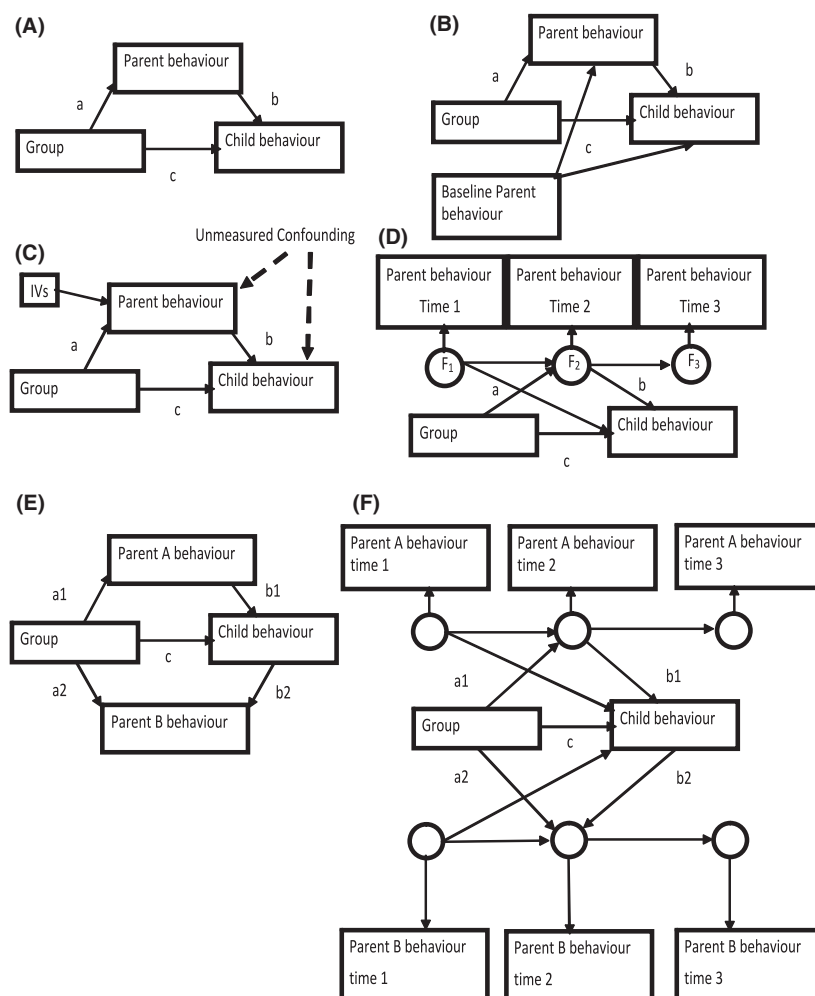 (A)
Parent behaviour
a
b
Group
Child behaviour
c
(B)
Parent behaviour
a
b
Group
Child behaviour
c
Baseline Parent
behaviour
(C)
Unmeasured Confounding
IVs
Parent behaviour
a
b
Group
Child behaviour
c
(D)
Parent behaviour
Time 1
Parent behaviour
Time 2
Parent behaviour
Time 3
F1
F2
F3
a
b
Group
Child behaviour
c
(E)
Parent A behaviour
a1
b1
Group
Child behaviour
c
a2
b2
Parent B behaviour
(F)
Parent A behaviour
time 1
Parent A behaviour
time 2
Parent A behaviour
time 3
a1
b1
Group
Child behaviour
c
a2
b2
Parent B behaviour
time 1
Parent B behaviour
time 2
Parent B behaviour
time 3